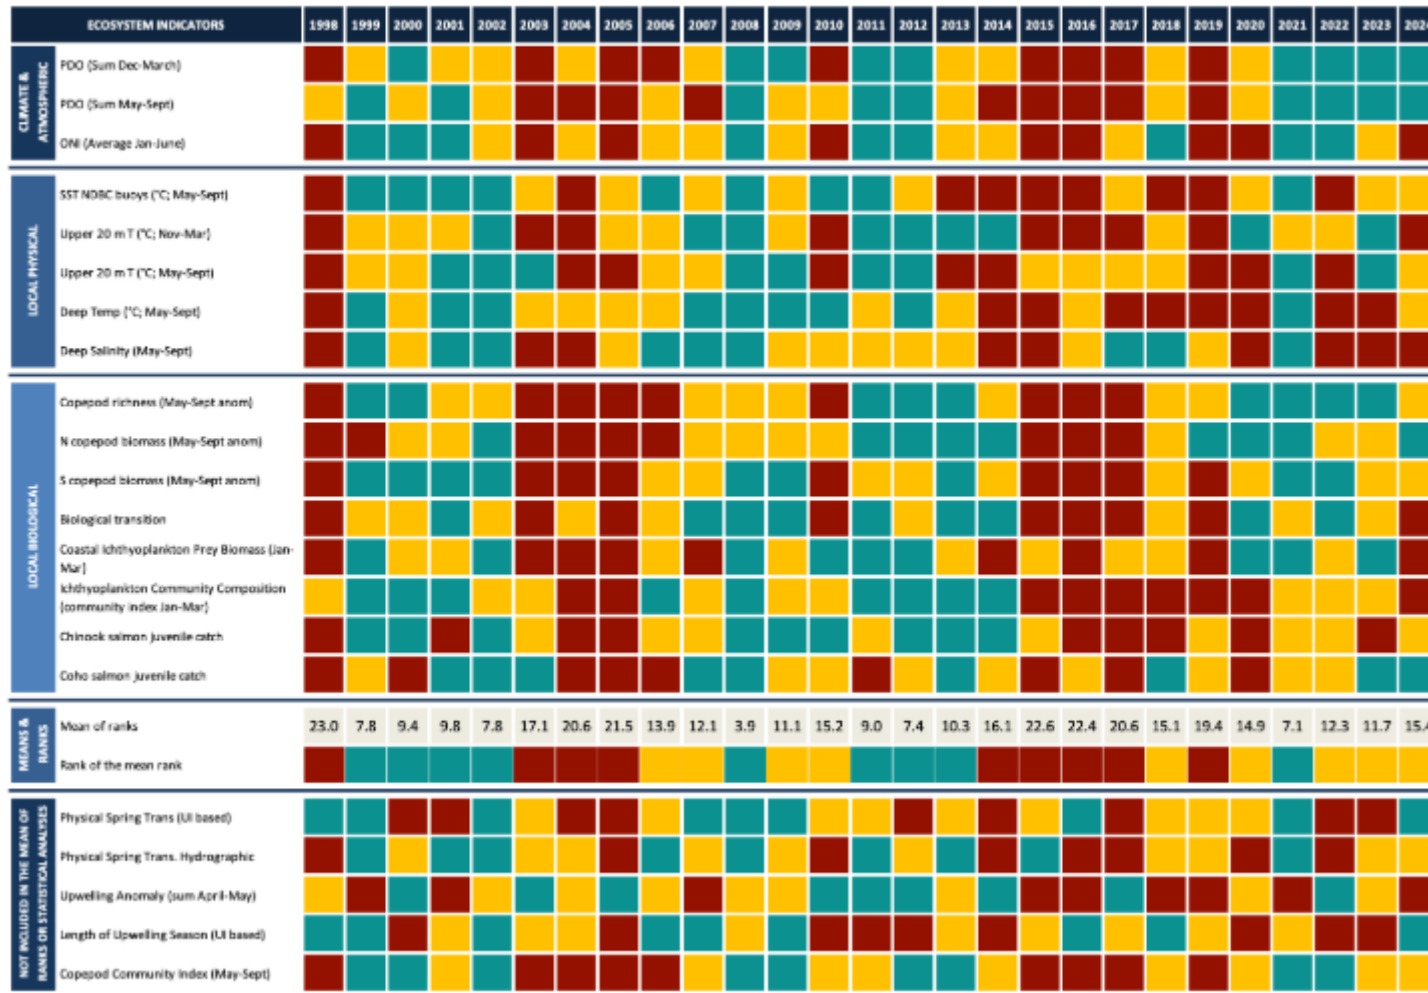 ECOSYSTEM INDICATORS 1998 1999 2000 2001 2002 2003 2004 2005 2006 2007 2008 2009 2010 2011 2012 2013 2014 2015 2016 2017 2018 2019 2020 2021 2022 2023 2024
CLIMATE &
ATMOSPHERIC
PDO (Sum Dec-March)
PDO (Sum May-Sept)
ONI (Average Jan-June)
LOCAL PHYSICAL
SST NDBC buoys (°C; May-Sept)
Upper 20 m T (°C; Nov-Mar)
Upper 20 m T (°C; May-Sept)
Deep Temp (°C; May-Sept)
Deep Salinity (May-Sept)
LOCAL BIOLOGICAL
Copepod richness (May-Sept anom)
N copepod biomass (May-Sept anom)
S copepod biomass (May-Sept anom)
Biological transition
Coastal Ichthyoplankton Prey Biomass (Jan-
Mar)
Ichthyoplankton Community Composition
(community index Jan-Mar)
Chinook salmon juvenile catch
Coho salmon juvenile catch
MEANS &
RANKS
Mean of ranks 23.0 7.8 9.4 9.8 7.8 17.1 20.6 21.5 13.9 12.1 3.9 11.1 15.2 9.0 7.4 10.3 16.1 22.6 22.4 20.6 15.1 19.4 14.9 7.1 12.3 11.7 15.4
Rank of the mean rank
NOT INCLUDED IN THE MEAN OF
RANKS OR STATISTICAL ANALYSES
Physical Spring Trans (UI based)
Physical Spring Trans. Hydrographic
Upwelling Anomaly (sum April-May)
Length of Upwelling Season (UI based)
Copepod Community Index (May-Sept)